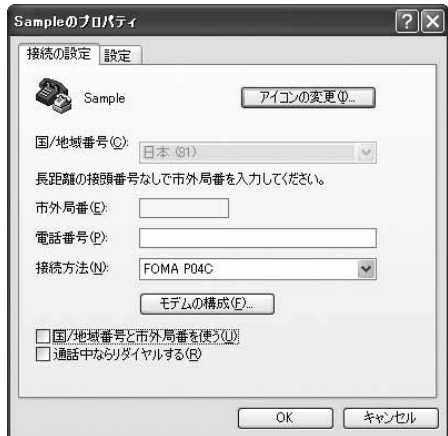 Sampleのプロパティ
接続の設定 設定
Sample
アイコンの変更(I)...
国/地域番号(C):
日本 (81)
長距離の接頭番号なしで市外局番を入力してください。
市外局番(E):
電話番号(P):
接続方法(N):
FOMA P04C
モデムの構成(F)...
国/地域番号と市外局番を使う(U)
通話中ならリダイヤルする(R)
OK キャンセル